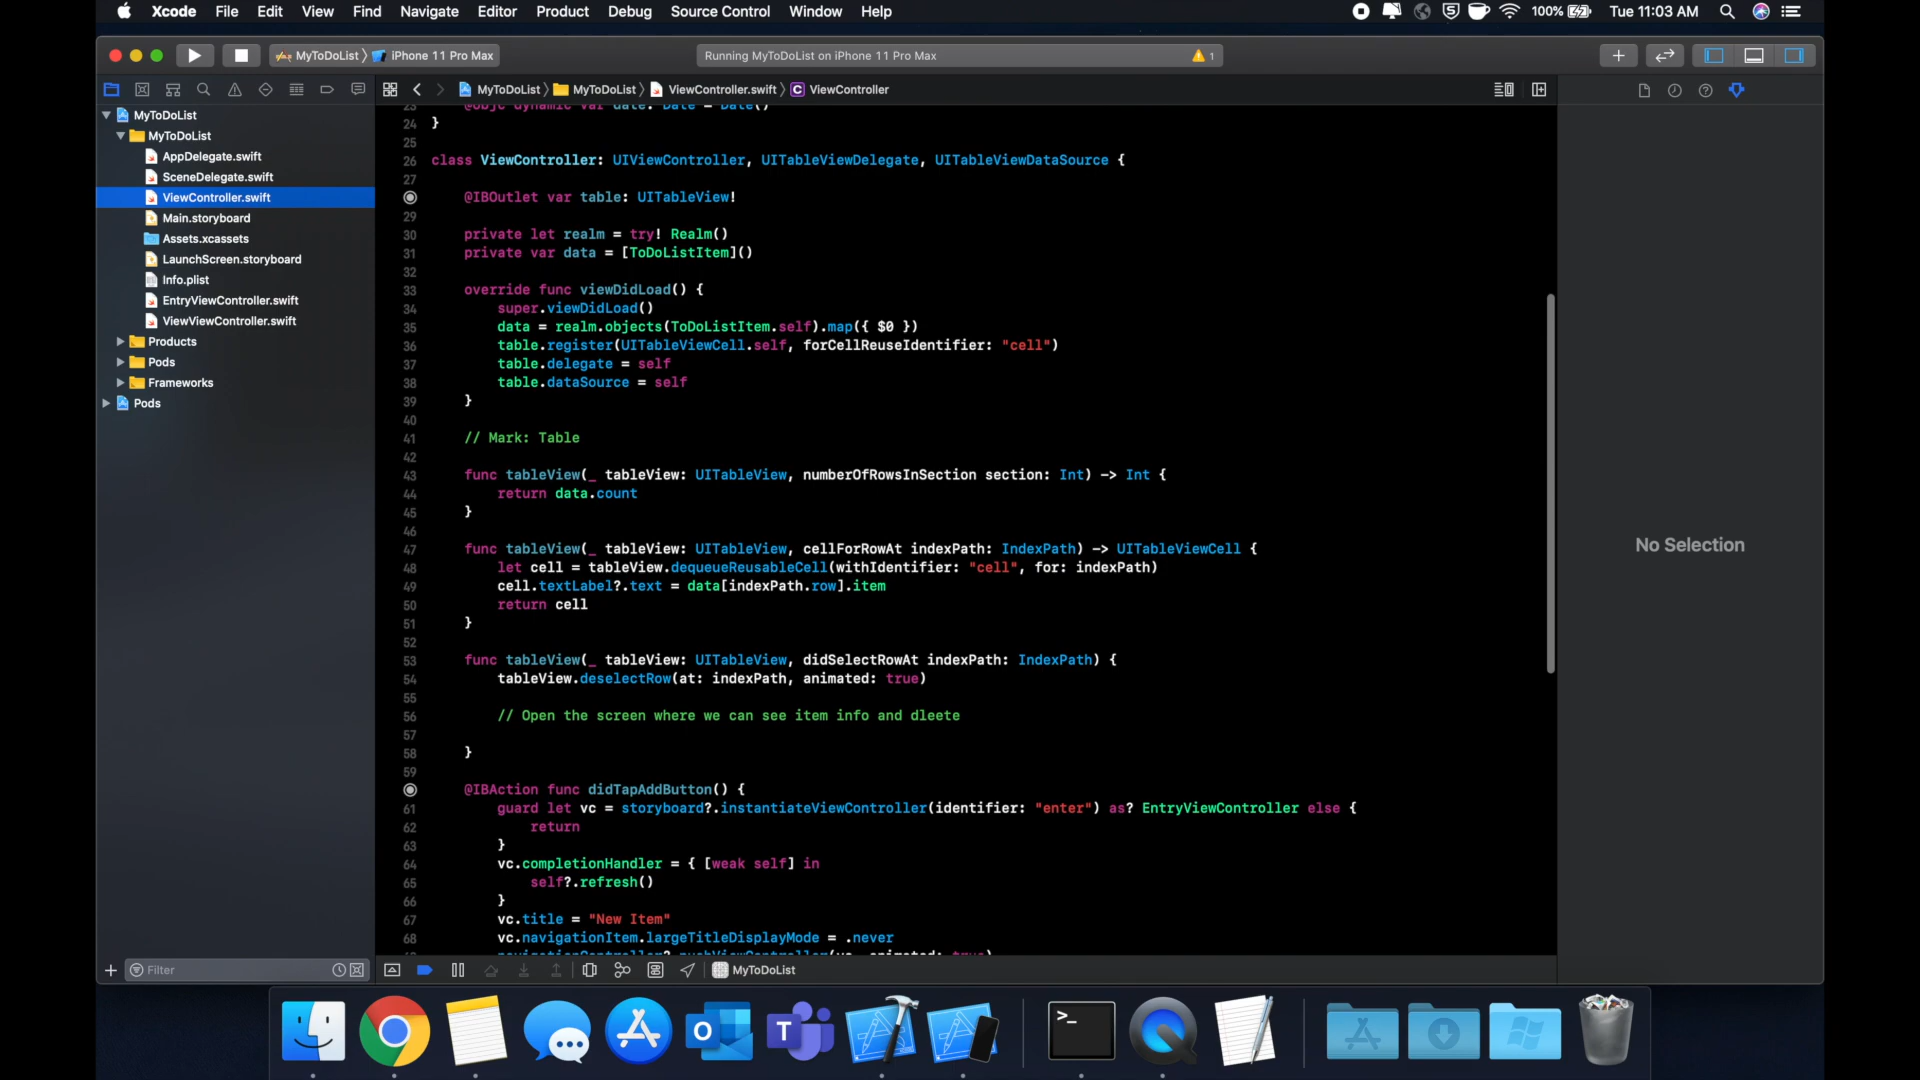 Xcode File Edit View Find Navigate Editor Product Debug Source Control Window Help 100% Tue 11:03 AM
MyToDoList iPhone 11 Pro Max Running MyToDoList on iPhone 11 Pro Max 1
MyToDoList MyToDoList ViewController.swift C ViewController
MyToDoList
MyToDoList
AppDelegate.swift
SceneDelegate.swift
ViewController.swift
Main.storyboard
Assets.xcassets
LaunchScreen.storyboard
Info.plist
EntryViewController.swift
ViewViewController.swift
Products
Pods
Frameworks
Pods
Filter
23 @objc dynamic var date: Date = Date()
24 }
25
26 class ViewController: UIViewController, UITableViewDelegate, UITableViewDataSource {
27
@IBOutlet var table: UITableView!
29
30 private let realm = try! Realm()
31 private var data = [ToDoListItem]()
32
33 override func viewDidLoad() {
34 super.viewDidLoad()
35 data = realm.objects(ToDoListItem.self).map({ $0 })
36 table.register(UITableViewCell.self, forCellReuseIdentifier: "cell")
37 table.delegate = self
38 table.dataSource = self
39 }
40
41 // Mark: Table
42
43 func tableView(_ tableView: UITableView, numberOfRowsInSection section: Int) -> Int {
44 return data.count
45 }
46
47 func tableView(_ tableView: UITableView, cellForRowAt indexPath: IndexPath) -> UITableViewCell {
48 let cell = tableView.dequeueReusableCell(withIdentifier: "cell", for: indexPath)
49 cell.textLabel?.text = data[indexPath.row].item
50 return cell
51 }
52
53 func tableView(_ tableView: UITableView, didSelectRowAt indexPath: IndexPath) {
54 tableView.deselectRow(at: indexPath, animated: true)
55
56 // Open the screen where we can see item info and dleete
57
58 }
59
@IBAction func didTapAddButton() {
61 guard let vc = storyboard?.instantiateViewController(identifier: "enter") as? EntryViewController else {
62 return
63 }
64 vc.completionHandler = { [weak self] in
65 self?.refresh()
66 }
67 vc.title = "New Item"
68 vc.navigationItem.largeTitleDisplayMode = .never
navigationController?.pushViewController(vc, animated: true)
MyToDoList
No Selection